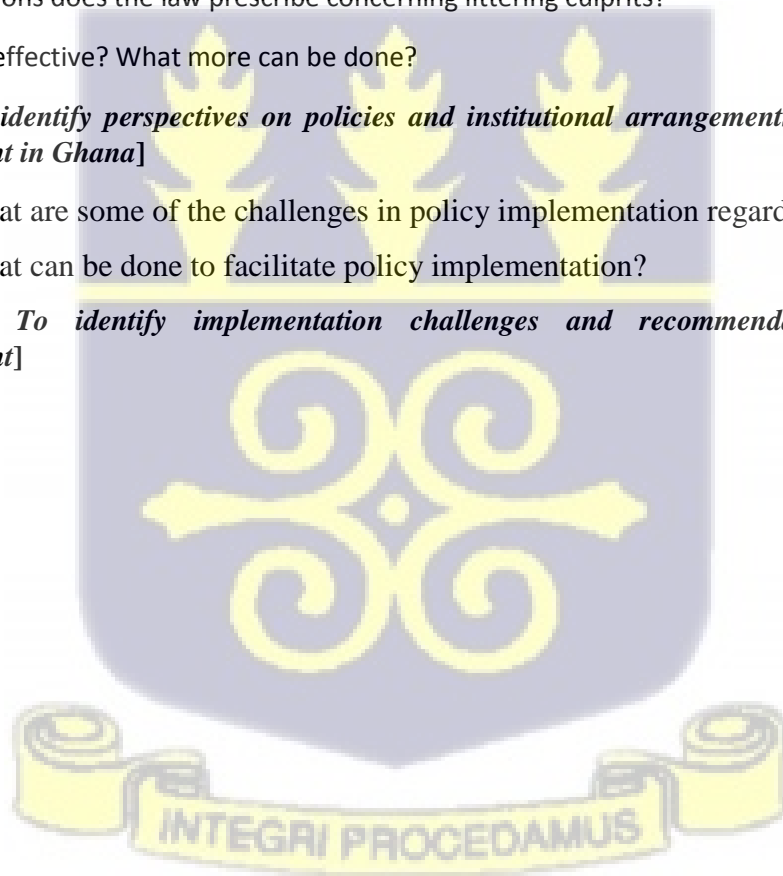 ons does the law prescribe concerning littering culprits?
effective? What more can be done?
identify perspectives on policies and institutional arrangement
nt in Ghana]
at are some of the challenges in policy implementation regard
at can be done to facilitate policy implementation?
To identify implementation challenges and recommenda
nt]
INTEGRI PROCEDAMUS